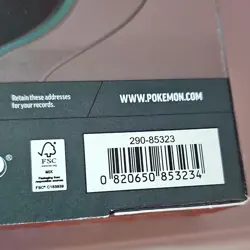 Retain these addresses
for your records.
WWW.POKEMON.COM
290-85323
FSC
MIX
0 820650 853234